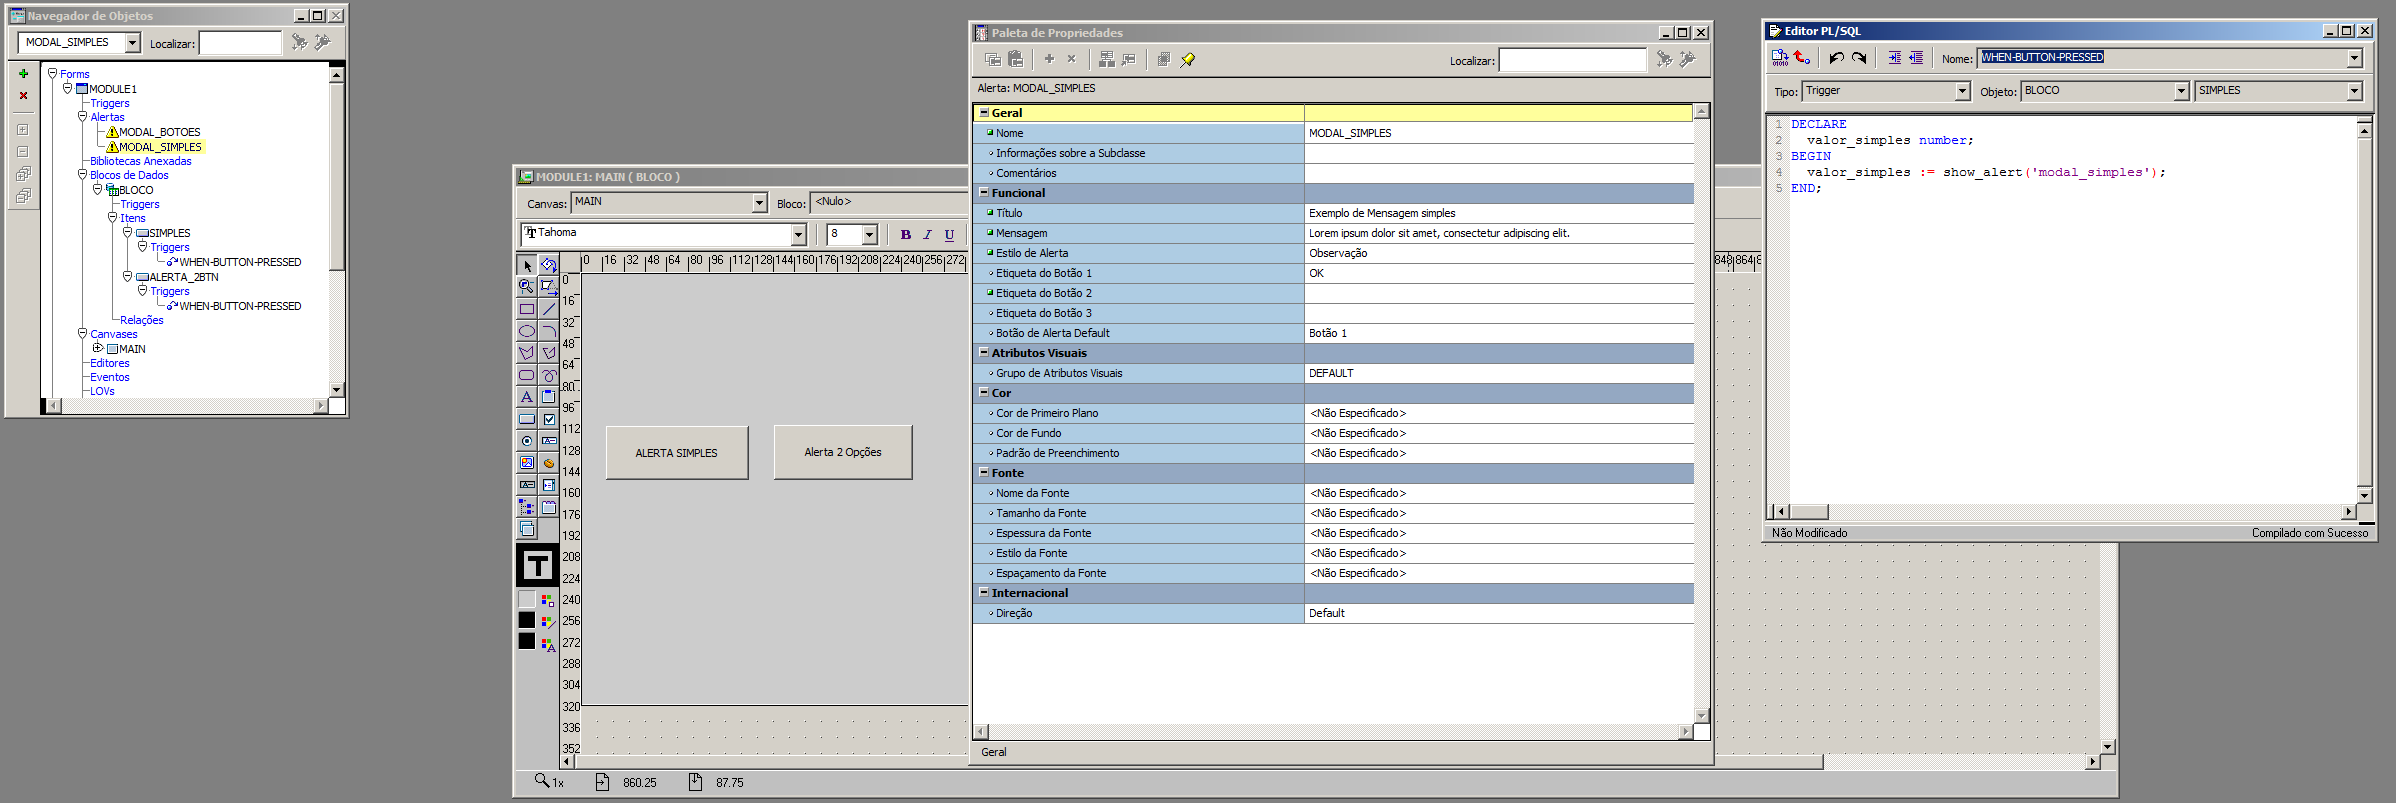 Navegador de Objetos
MODAL_SIMPLES
Localizar:
Forms
MODULE1
Triggers
Alertas
MODAL_BOTOES
MODAL_SIMPLES
Bibliotecas Anexadas
Blocos de Dados
BLOCO
Triggers
Itens
SIMPLES
Triggers
WHEN-BUTTON-PRESSED
ALERTA_2BTN
Triggers
WHEN-BUTTON-PRESSED
Relações
Canvases
MAIN
Editores
Eventos
LOVs
MODULE1: MAIN ( BLOCO )
Canvas: MAIN Bloco: <Nulo>
Tahoma 8 B I U
0 16 32 48 64 80 96 112 128 144 160 176 192 208 224 240 256 272
848 864 8
0
16
32
48
64
80
96
112
128
144
160
176
192
208
224
240
256
272
288
304
320
336
352
ALERTA SIMPLES
Alerta 2 Opções
1x 860.25 87.75
Paleta de Propriedades
Localizar:
Alerta: MODAL_SIMPLES
Geral
Nome MODAL_SIMPLES
Informações sobre a Subclasse
Comentários
Funcional
Título Exemplo de Mensagem simples
Mensagem Lorem ipsum dolor sit amet, consectetur adipiscing elit.
Estilo de Alerta Observação
Etiqueta do Botão 1 OK
Etiqueta do Botão 2
Etiqueta do Botão 3
Botão de Alerta Default Botão 1
Atributos Visuais
Grupo de Atributos Visuais DEFAULT
Cor
Cor de Primeiro Plano <Não Especificado>
Cor de Fundo <Não Especificado>
Padrão de Preenchimento <Não Especificado>
Fonte
Nome da Fonte <Não Especificado>
Tamanho da Fonte <Não Especificado>
Espessura da Fonte <Não Especificado>
Estilo da Fonte <Não Especificado>
Espaçamento da Fonte <Não Especificado>
Internacional
Direção Default
Geral
Editor PL/SQL
Nome: WHEN-BUTTON-PRESSED
Tipo: Trigger Objeto: BLOCO SIMPLES
1 DECLARE
2 valor_simples number;
3 BEGIN
4 valor_simples := show_alert('modal_simples');
5 END;
Não Modificado Compilado com Sucesso